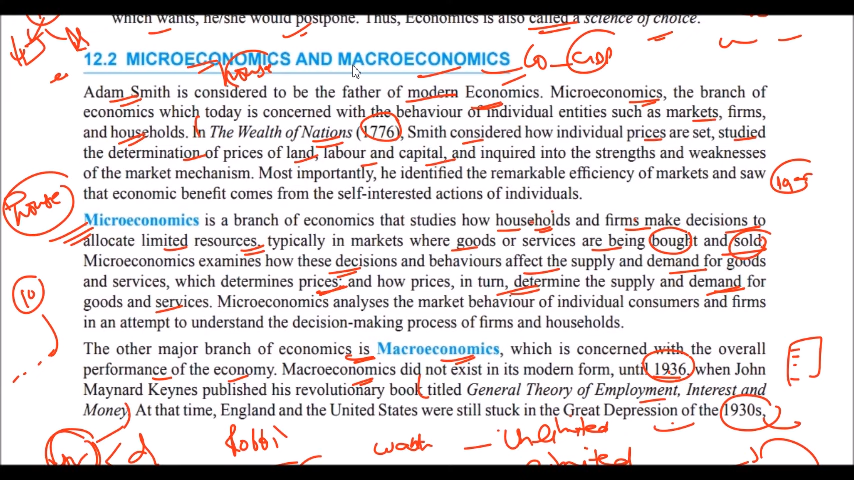 which wants, he/she would postpone. Thus, Economics is also called a science of choice.
12.2 MICROECONOMICS AND MACROECONOMICS
GDP
house
Adam Smith is considered to be the father of modern Economics. Microeconomics, the branch of
economics which today is concerned with the behaviour of individual entities such as markets, firms,
and households. In The Wealth of Nations (1776), Smith considered how individual prices are set, studied
the determination of prices of land, labour and capital, and inquired into the strengths and weaknesses
of the market mechanism. Most importantly, he identified the remarkable efficiency of markets and saw
that economic benefit comes from the self-interested actions of individuals.
house
Microeconomics is a branch of economics that studies how households and firms make decisions to
allocate limited resources, typically in markets where goods or services are being bought and sold.
Microeconomics examines how these decisions and behaviours affect the supply and demand for goods
and services, which determines prices; and how prices, in turn, determine the supply and demand for
goods and services. Microeconomics analyses the market behaviour of individual consumers and firms
in an attempt to understand the decision-making process of firms and households.
10
The other major branch of economics is Macroeconomics, which is concerned with the overall
performance of the economy. Macroeconomics did not exist in its modern form, until 1936, when John
Maynard Keynes published his revolutionary book titled General Theory of Employment, Interest and
Money. At that time, England and the United States were still stuck in the Great Depression of the 1930s,
unlimited
limited